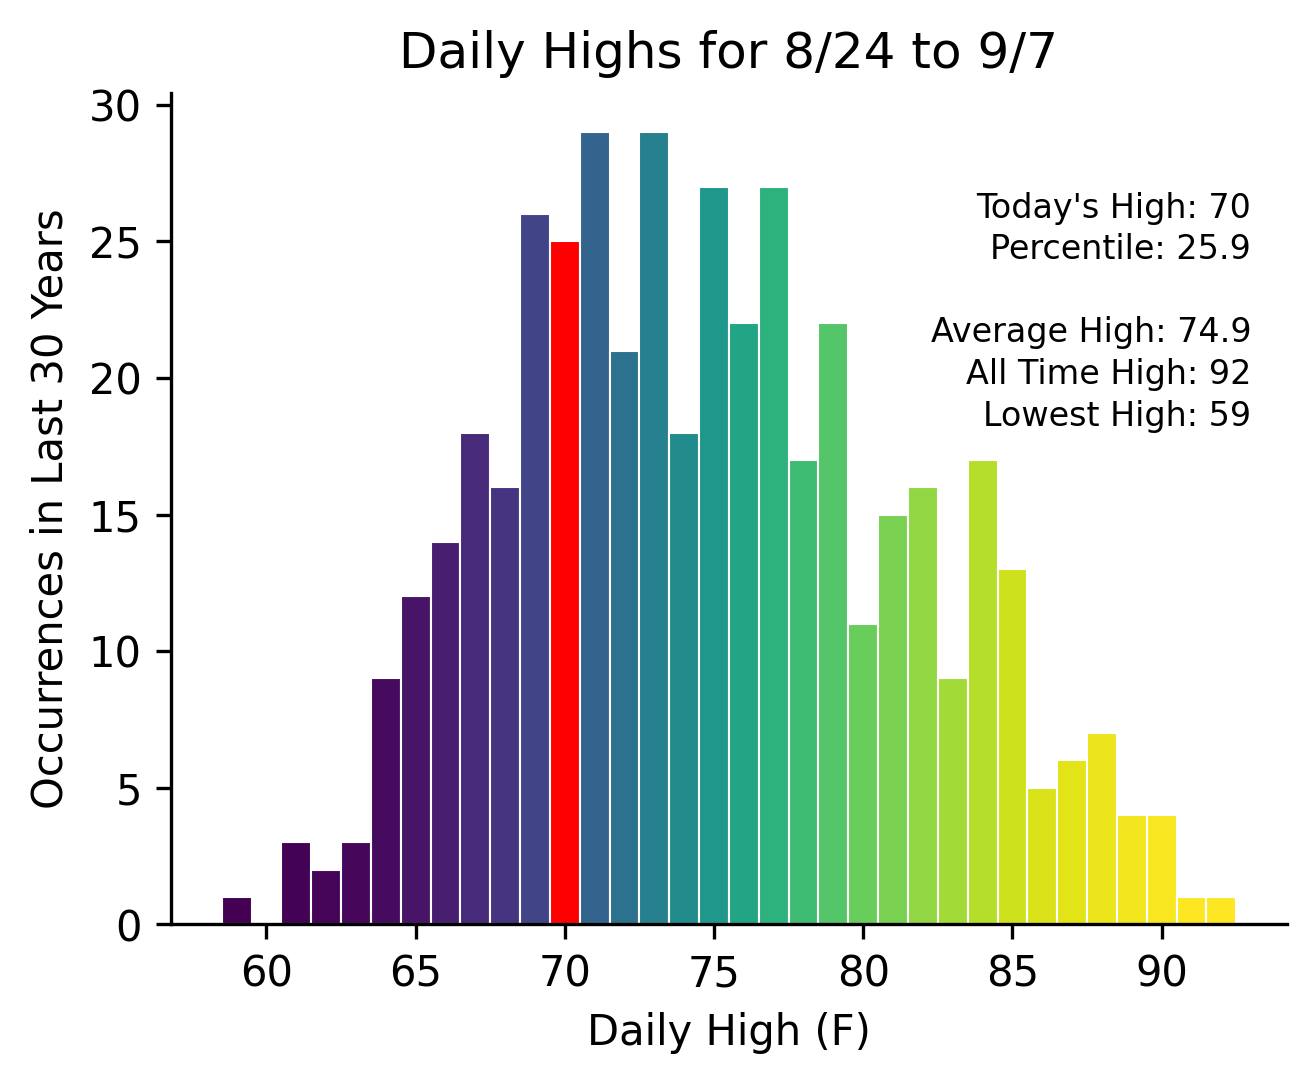 Daily Highs for 8/24 to 9/7
Occurrences in Last 30 Years
30
25
20
15
10
5
0
Today's High: 70
Percentile: 25.9
Average High: 74.9
All Time High: 92
Lowest High: 59
60 65 70 75 80 85 90
Daily High (F)